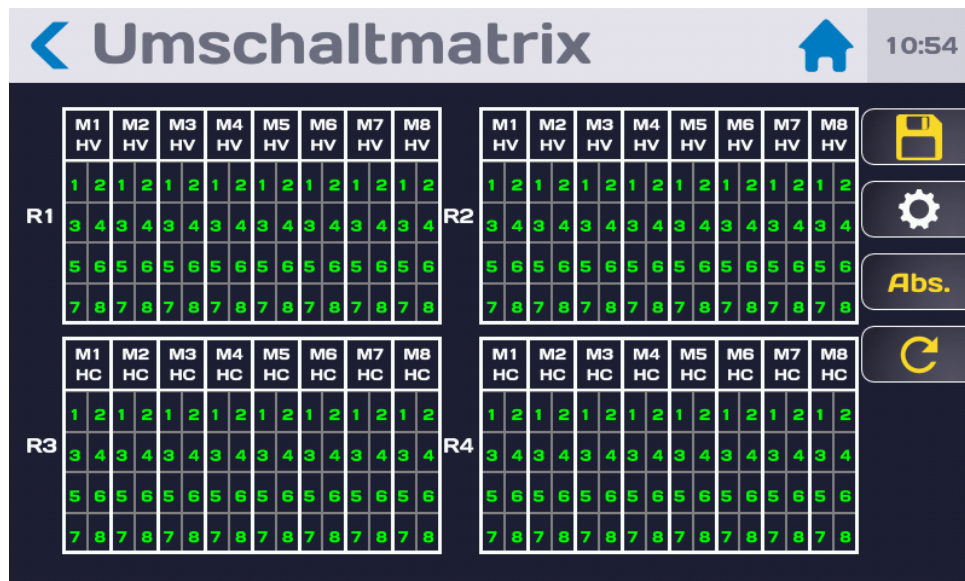 Umschaltmatrix 10:54
M1 M2 M3 M4 M5 M6 M7 M8
HV HV HV HV HV HV HV HV
1 2 1 2 1 2 1 2 1 2 1 2 1 2 1 2
R1
3 4 3 4 3 4 3 4 3 4 3 4 3 4 3 4
5 6 5 6 5 6 5 6 5 6 5 6 5 6 5 6
7 8 7 8 7 8 7 8 7 8 7 8 7 8 7 8
M1 M2 M3 M4 M5 M6 M7 M8
HV HV HV HV HV HV HV HV
1 2 1 2 1 2 1 2 1 2 1 2 1 2 1 2
R2
3 4 3 4 3 4 3 4 3 4 3 4 3 4 3 4
5 6 5 6 5 6 5 6 5 6 5 6 5 6 5 6
7 8 7 8 7 8 7 8 7 8 7 8 7 8 7 8
Abs.
M1 M2 M3 M4 M5 M6 M7 M8
HC HC HC HC HC HC HC HC
1 2 1 2 1 2 1 2 1 2 1 2 1 2 1 2
R3
3 4 3 4 3 4 3 4 3 4 3 4 3 4 3 4
5 6 5 6 5 6 5 6 5 6 5 6 5 6 5 6
7 8 7 8 7 8 7 8 7 8 7 8 7 8 7 8
M1 M2 M3 M4 M5 M6 M7 M8
HC HC HC HC HC HC HC HC
1 2 1 2 1 2 1 2 1 2 1 2 1 2 1 2
R4
3 4 3 4 3 4 3 4 3 4 3 4 3 4 3 4
5 6 5 6 5 6 5 6 5 6 5 6 5 6 5 6
7 8 7 8 7 8 7 8 7 8 7 8 7 8 7 8